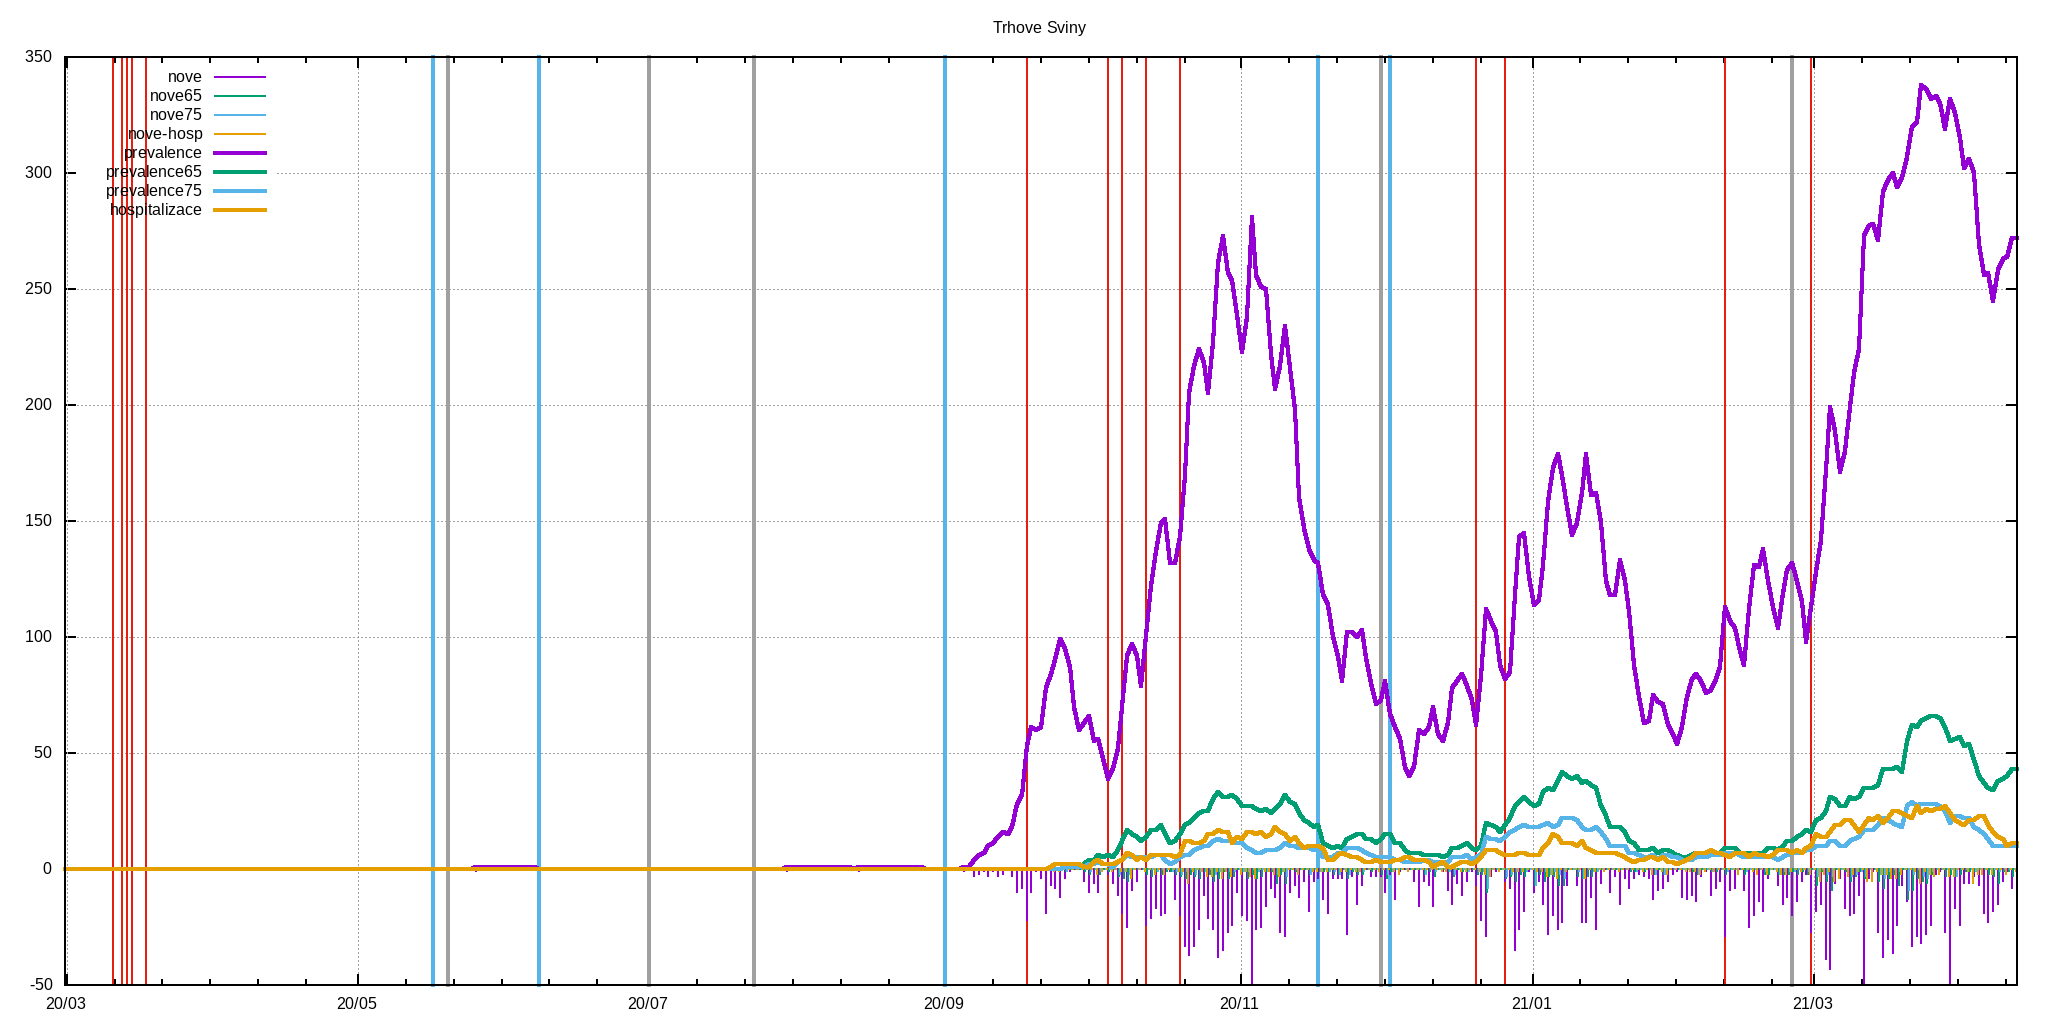 Trhove Sviny
350
300
250
200
150
100
50
0
-50
nove
nove65
nove75
nove-hosp
prevalence
prevalence65
prevalence75
hospitalizace
20/03
20/05
20/07
20/09
20/11
21/01
21/03